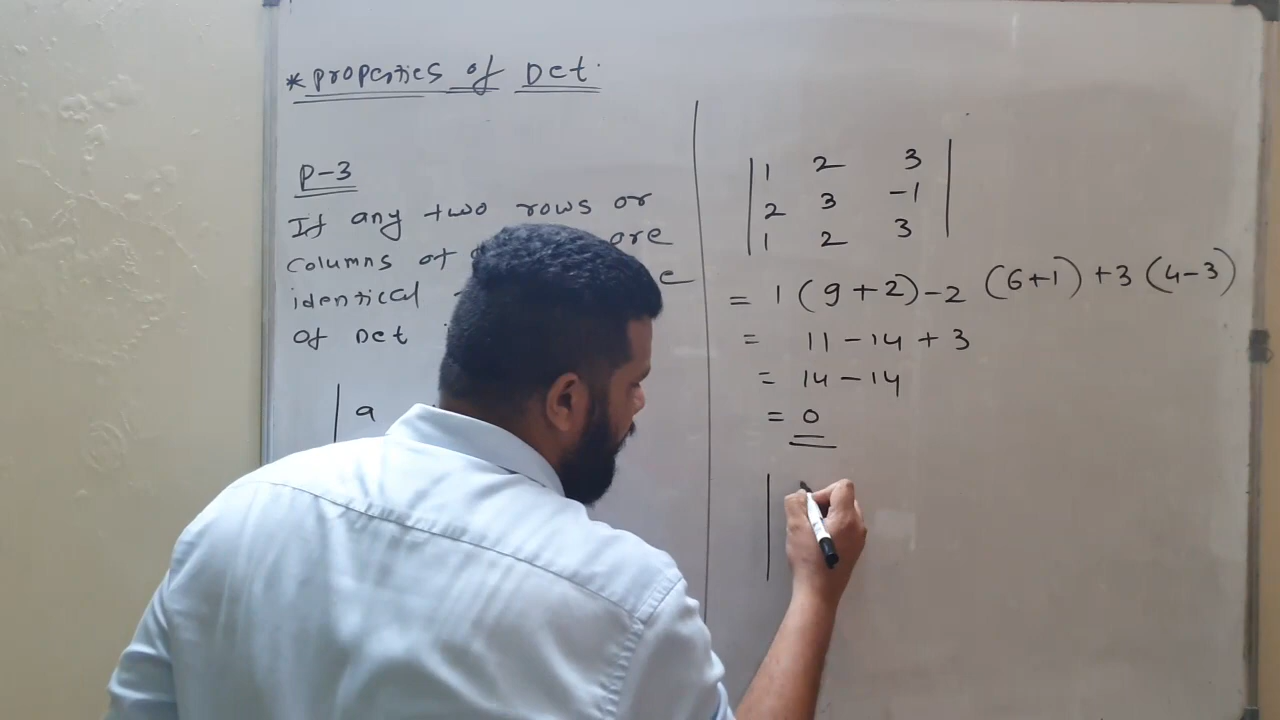 * Properties of Det.
P-3
If any two rows or
columns of are
identical
of Det
| a
| 1 2 3 |
| 2 3 -1 |
| 1 2 3 |
= 1 (9+2) -2 (6+1) +3 (4-3)
= 11 - 14 + 3
= 14 - 14
= 0